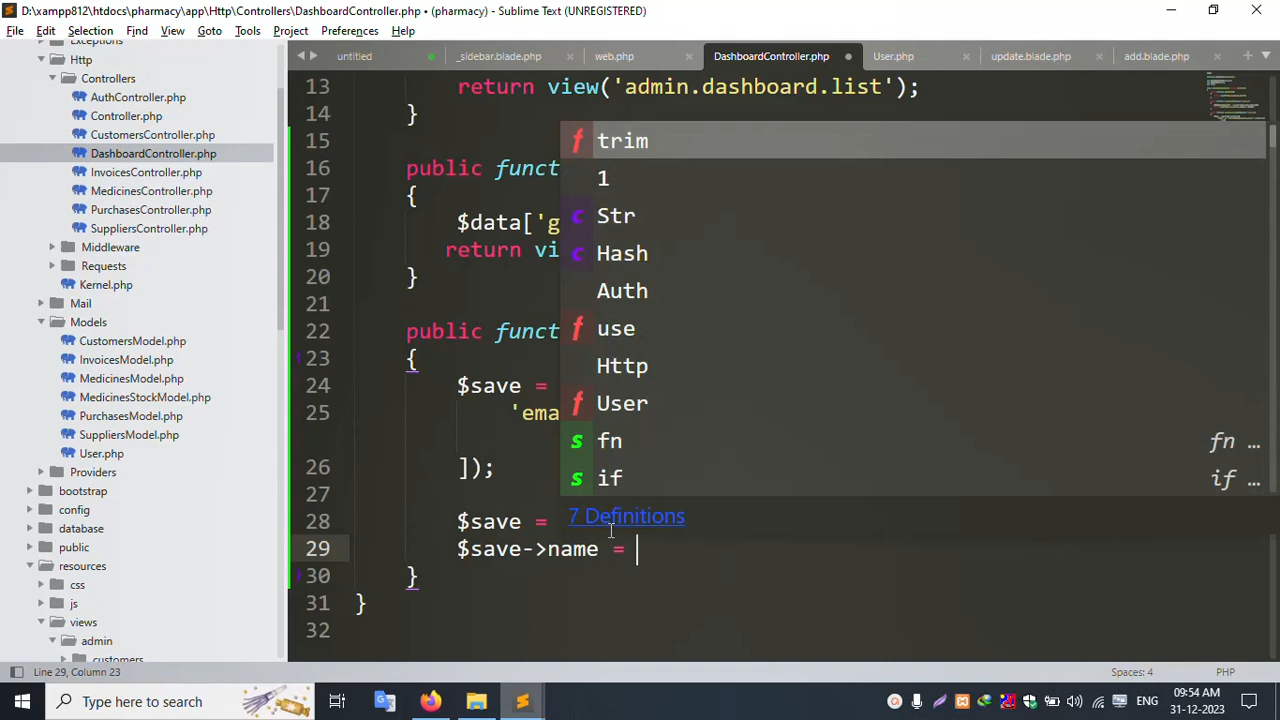 D:\xampp812\htdocs\pharmacy\app\Http\Controllers\DashboardController.php • (pharmacy) - Sublime Text (UNREGISTERED)
File Edit Selection Find View Goto Tools Project Preferences Help
untitled _sidebar.blade.php web.php DashboardController.php User.php update.blade.php add.blade.php
Exceptions
Http
Controllers
AuthController.php
Controller.php
CustomersController.php
DashboardController.php
InvoicesController.php
MedicinesController.php
PurchasesController.php
SuppliersController.php
Middleware
Requests
Kernel.php
Mail
Models
CustomersModel.php
InvoicesModel.php
MedicinesModel.php
MedicinesStockModel.php
PurchasesModel.php
SuppliersModel.php
User.php
Providers
bootstrap
config
database
public
resources
css
js
views
admin
customers
13 return view('admin.dashboard.list');
14 }
15
16 public funct
17 {
18 $data['g
19 return vi
20 }
21
22 public funct
23 {
24 $save =
25 'ema
26 ]);
27
28 $save =
29 $save->name =
30 }
31 }
32
trim
1
Str
Hash
Auth
use
Http
User
fn fn ...
if if ...
7 Definitions
Line 29, Column 23 Spaces: 4 PHP
Type here to search ENG 09:54 AM
31-12-2023